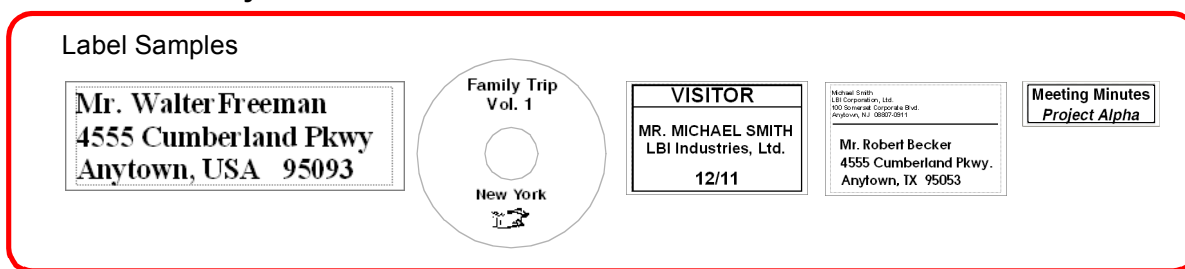 Label Samples
Mr. Walter Freeman
4555 Cumberland Pkwy
Anytown, USA 95093
Family Trip
Vol. 1
New York
VISITOR
MR. MICHAEL SMITH
LBI Industries, Ltd.
12/11
Michael Smith
LBI Corporation, Ltd.
100 Somerset Corporate Blvd.
Anytown, NJ 08807-0911
Mr. Robert Becker
4555 Cumberland Pkwy.
Anytown, TX 95053
Meeting Minutes
Project Alpha